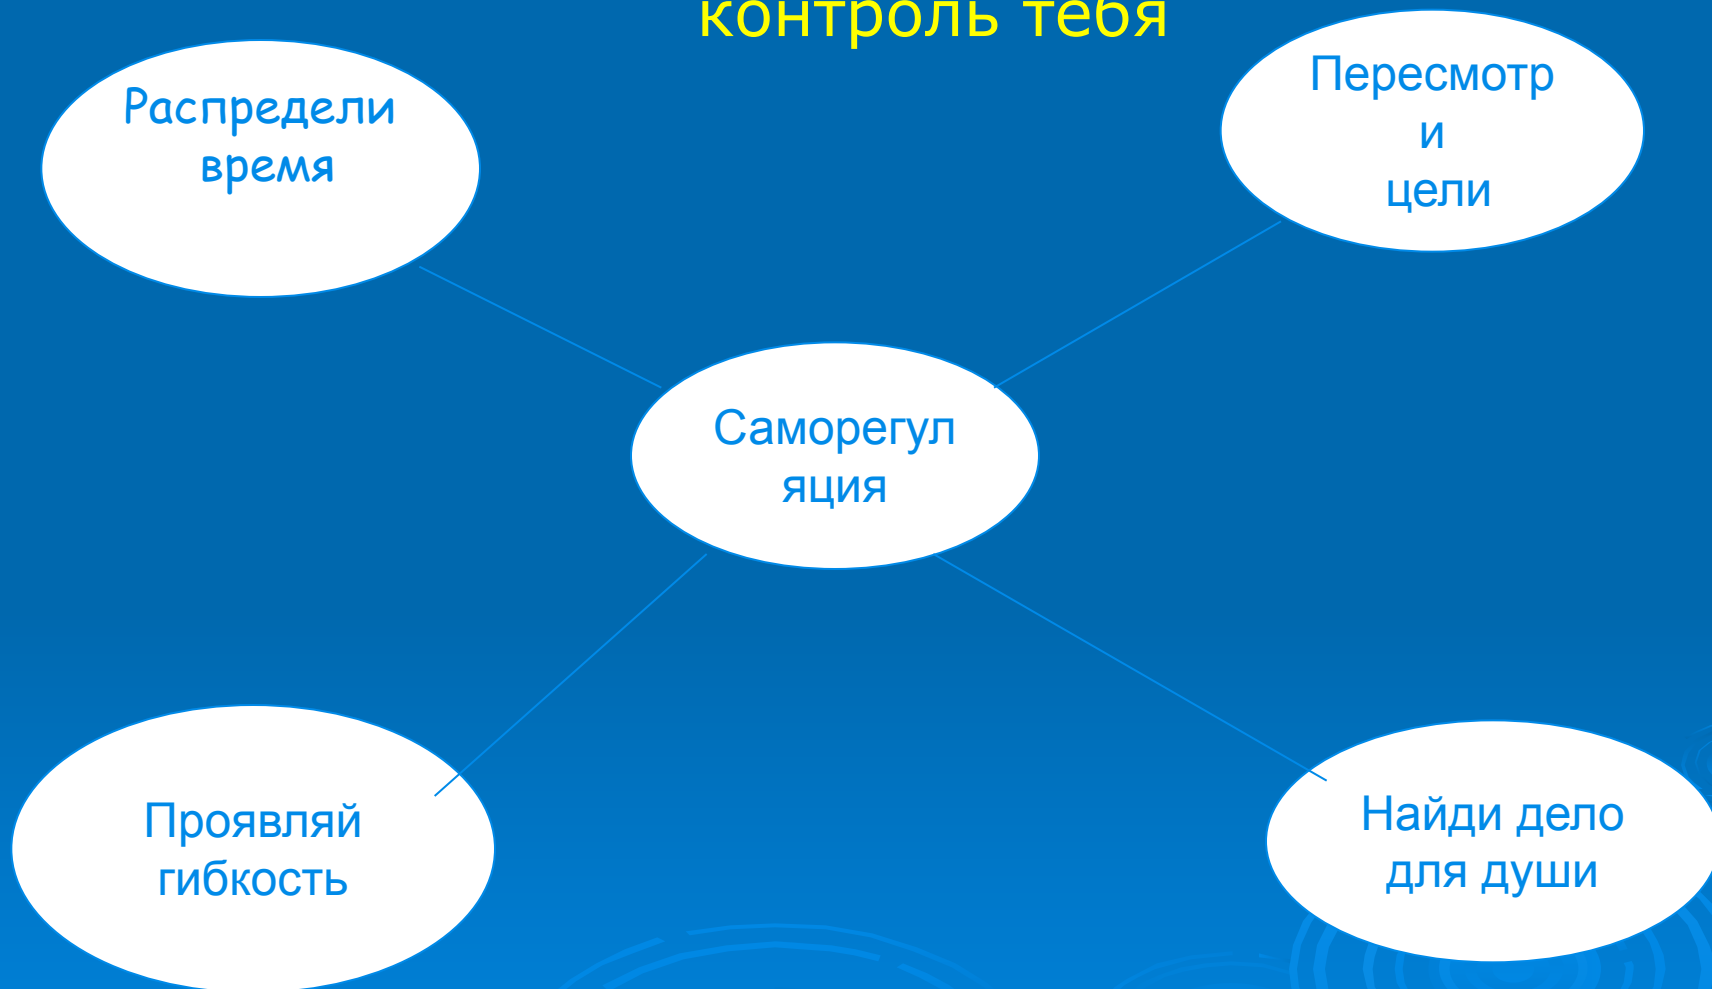 контроль тебя
Распредели
время
Пересмотр
и
цели
Саморегул
яция
Проявляй
гибкость
Найди дело
для души